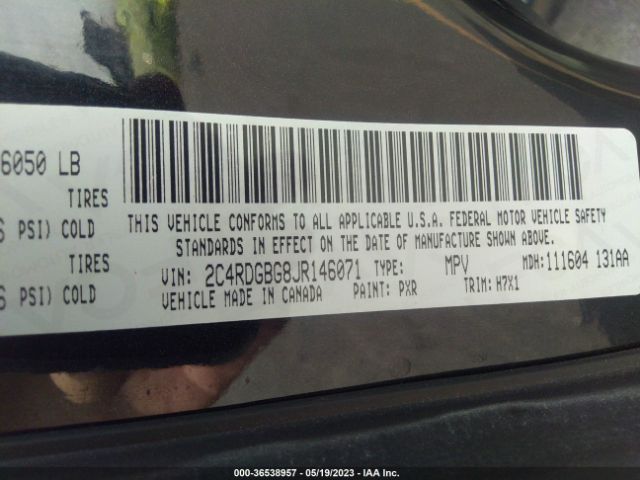 6050 LB
TIRES
PSI) COLD
TIRES
PSI) COLD
THIS VEHICLE CONFORMS TO ALL APPLICABLE U.S.A. FEDERAL MOTOR VEHICLE SAFETY
STANDARDS IN EFFECT ON THE DATE OF MANUFACTURE SHOWN ABOVE.
VIN: 2C4RDGBG8JR146071 TYPE: MPV MDH:111604 131AA
VEHICLE MADE IN CANADA PAINT: PXR TRIM: H7X1
000-36538957 - 05/19/2023 - IAA Inc.